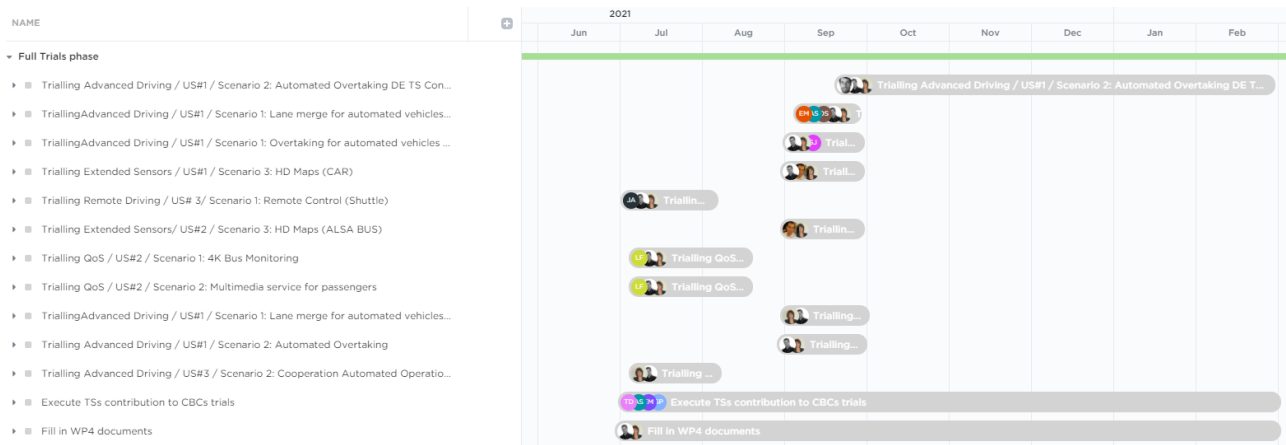 2021
NAME
Jun Jul Aug Sep Oct Nov Dec Jan Feb
Full Trials phase
Trialling Advanced Driving / US#1 / Scenario 2: Automated Overtaking DE TS Con... Trialling Advanced Driving / US#1 / Scenario 2: Automated Overtaking DE T...
TriallingAdvanced Driving / US#1 / Scenario 1: Lane merge for automated vehicles... EM T
TriallingAdvanced Driving / US#1 / Scenario 1: Overtaking for automated vehicles ... Trial...
Trialling Extended Sensors / US#1 / Scenario 3: HD Maps (CAR) Triall...
Trialling Remote Driving / US# 3/ Scenario 1: Remote Control (Shuttle) JA Triallin...
Trialling Extended Sensors/ US#2 / Scenario 3: HD Maps (ALSA BUS) Triallin...
Trialling QoS / US#2 / Scenario 1: 4K Bus Monitoring LF Trialling QoS...
Trialling QoS / US#2 / Scenario 2: Multimedia service for passengers LF Trialling QoS...
TriallingAdvanced Driving / US#1 / Scenario 1: Lane merge for automated vehicles... Trialling...
Trialling Advanced Driving / US#1 / Scenario 2: Automated Overtaking Trialling...
Trialling Advanced Driving / US#3 / Scenario 2: Cooperation Automated Operatio... Trialling ...
Execute TSs contribution to CBCs trials TD Execute TSs contribution to CBCs trials
Fill in WP4 documents Fill in WP4 documents